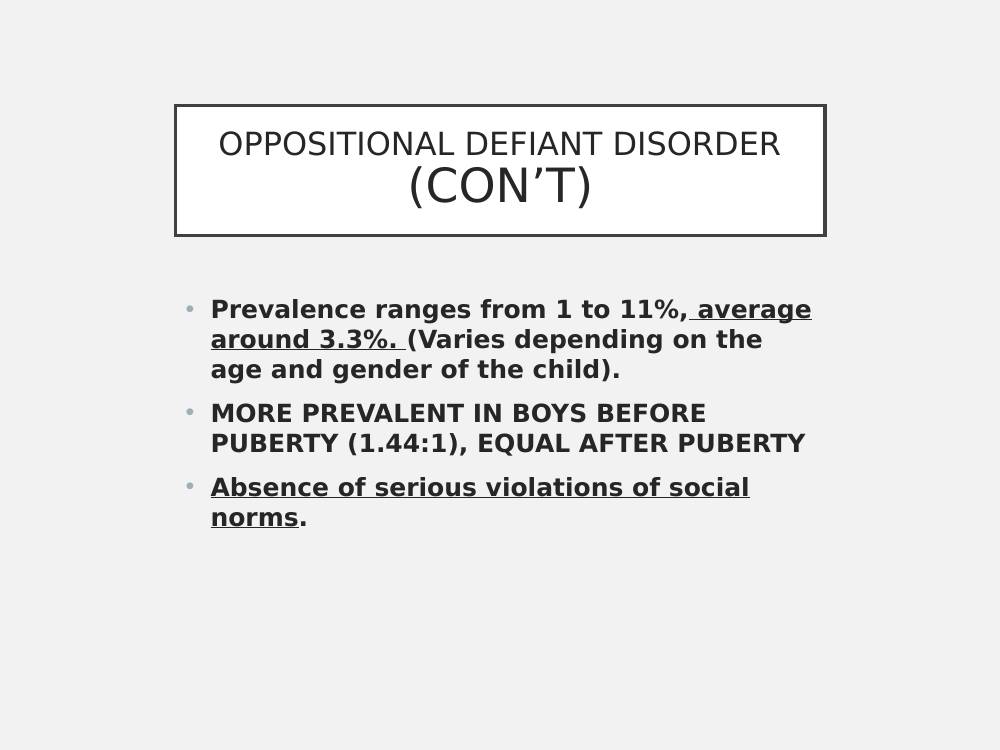 OPPOSITIONAL DEFIANT DISORDER
(CON’T)
• Prevalence ranges from 1 to 11%, average
around 3.3%. (Varies depending on the
age and gender of the child).
• MORE PREVALENT IN BOYS BEFORE
PUBERTY (1.44:1), EQUAL AFTER PUBERTY
• Absence of serious violations of social
norms.